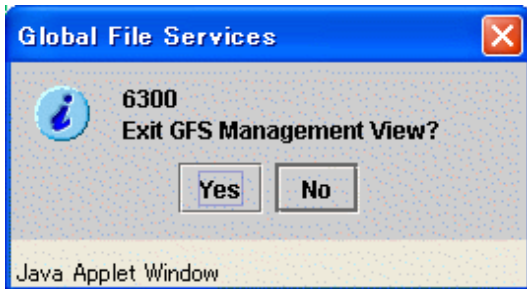 Global File Services
6300
Exit GFS Management View?
Yes No
Java Applet Window